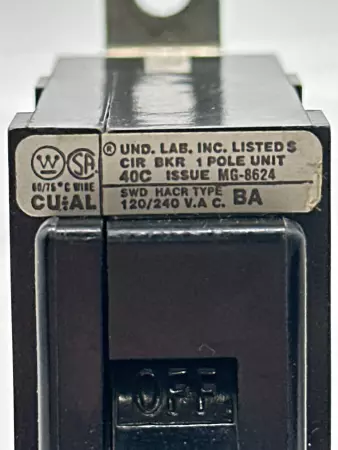 W SA
60/75°C WIRE
CU-AL
® UND. LAB. INC. LISTED S
CIR BKR 1 POLE UNIT
40C ISSUE MG-8624
SWD HACR TYPE
120/240 V.A C. BA
OFF